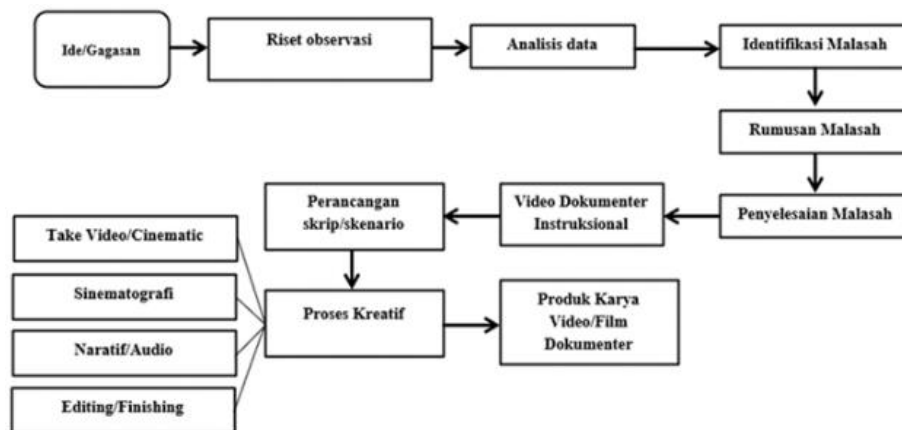 Ide/Gagasan
Riset observasi
Analisis data
Identifikasi Malasah
Rumusan Malasah
Penyelesaian Malasah
Video Dokumenter
Instruksional
Perancangan
skrip/skenario
Take Video/Cinematic
Sinematografi
Naratif/Audio
Editing/Finishing
Proses Kreatif
Produk Karya
Video/Film
Dokumenter